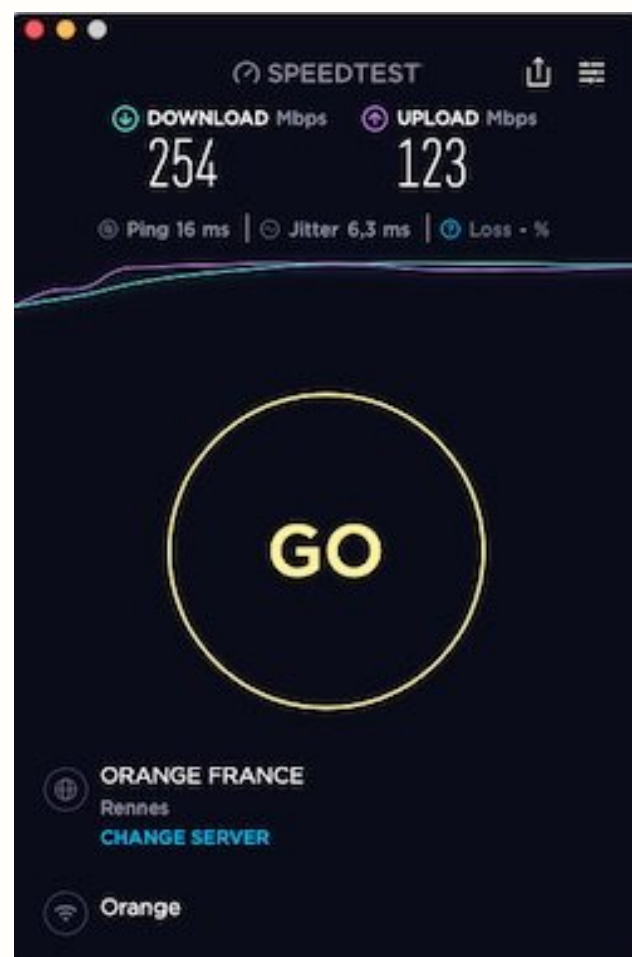 SPEEDTEST
DOWNLOAD Mbps UPLOAD Mbps
254 123
Ping 16 ms Jitter 6,3 ms Loss - %
GO
ORANGE FRANCE
Rennes
CHANGE SERVER
Orange